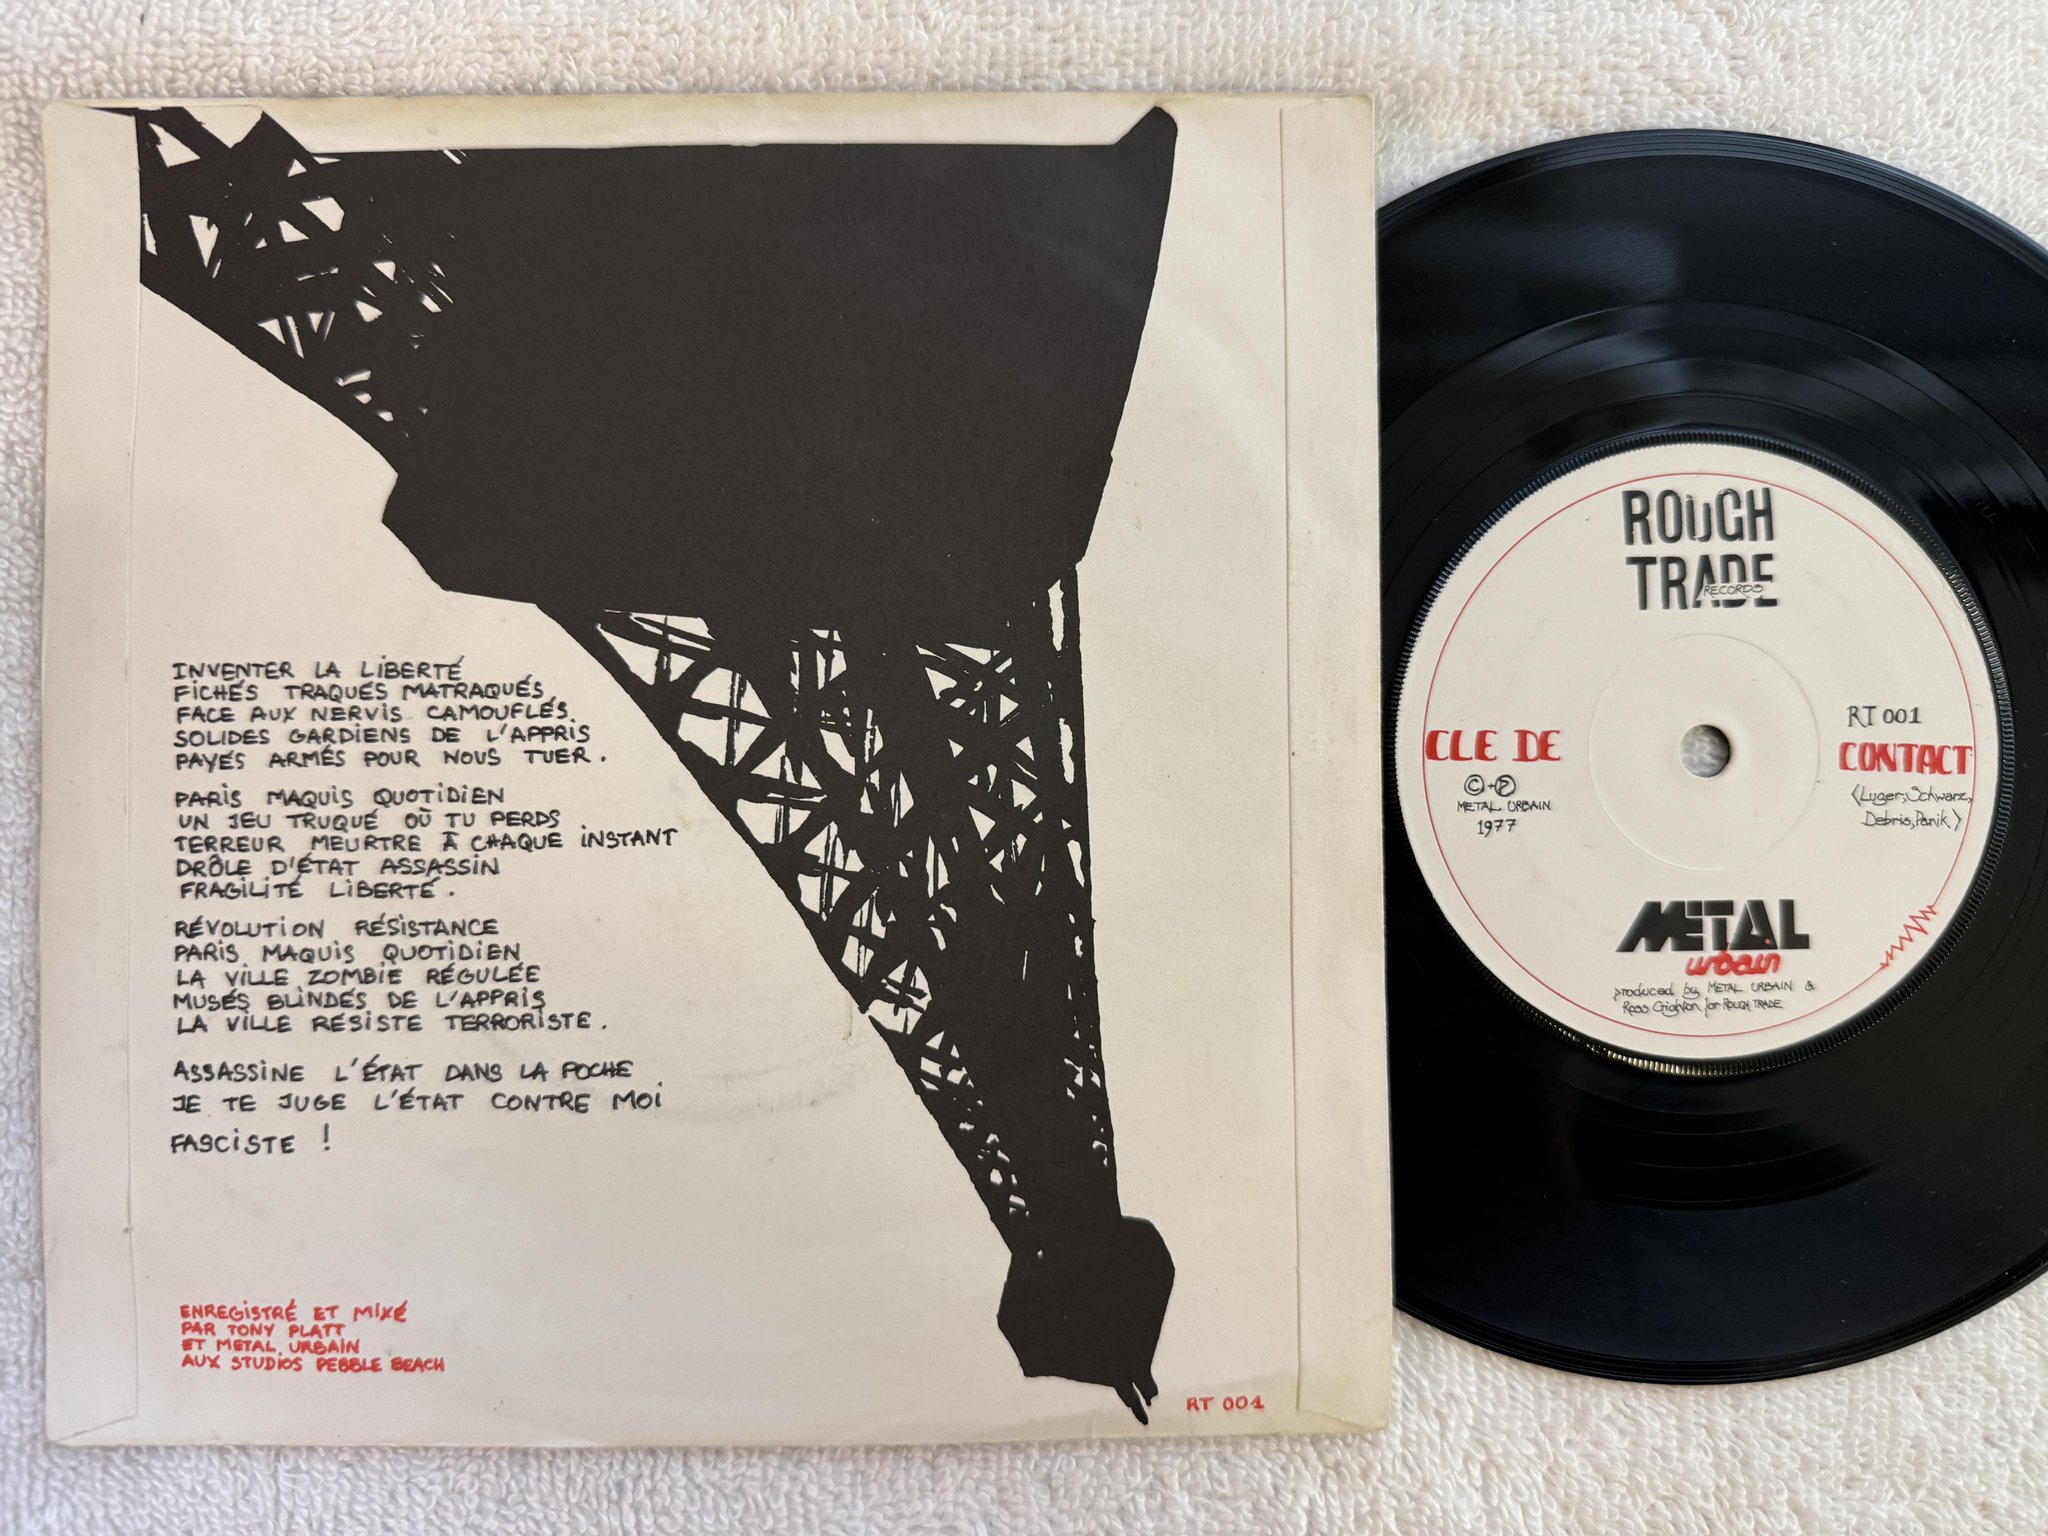 INVENTER LA LIBERTÉ
FICHÉS TRAQUÉS MATRAQUÉS
FACE AUX NERVIS CAMOUFLÉS
SOLIDES GARDIENS DE L'APPRIS
PAYÉS ARMÉS POUR NOUS TUER.
PARIS MAQUIS QUOTIDIEN
UN JEU TRUQUÉ OÙ TU PERDS
TERREUR MEURTRE À CHAQUE INSTANT
DRÔLE D'ÉTAT ASSASSIN
FRAGILITÉ LIBERTÉ.
RÉVOLUTION RÉSISTANCE
PARIS MAQUIS QUOTIDIEN
LA VILLE ZOMBIE RÉGULÉE
MUSÉS BLINDÉS DE L'APPRIS
LA VILLE RÉSISTE TERRORISTE.
ASSASSINE L'ÉTAT DANS LA POCHE
JE TE JUGE L'ÉTAT CONTRE MOI
FASCISTE !
ENREGISTRÉ ET MIXÉ
PAR TONY PLATT
ET METAL URBAIN
AUX STUDIOS PEBBLE BEACH
RT 001
ROUGH
TRADE
RECORDS
RT 001
CLE DE CONTACT
© + ℗
METAL URBAIN
1977
(Luger, Schwarz,
Debris, Panik)
METAL
urbain
produced by METAL URBAIN &
Ross Crighton for ROUGH TRADE